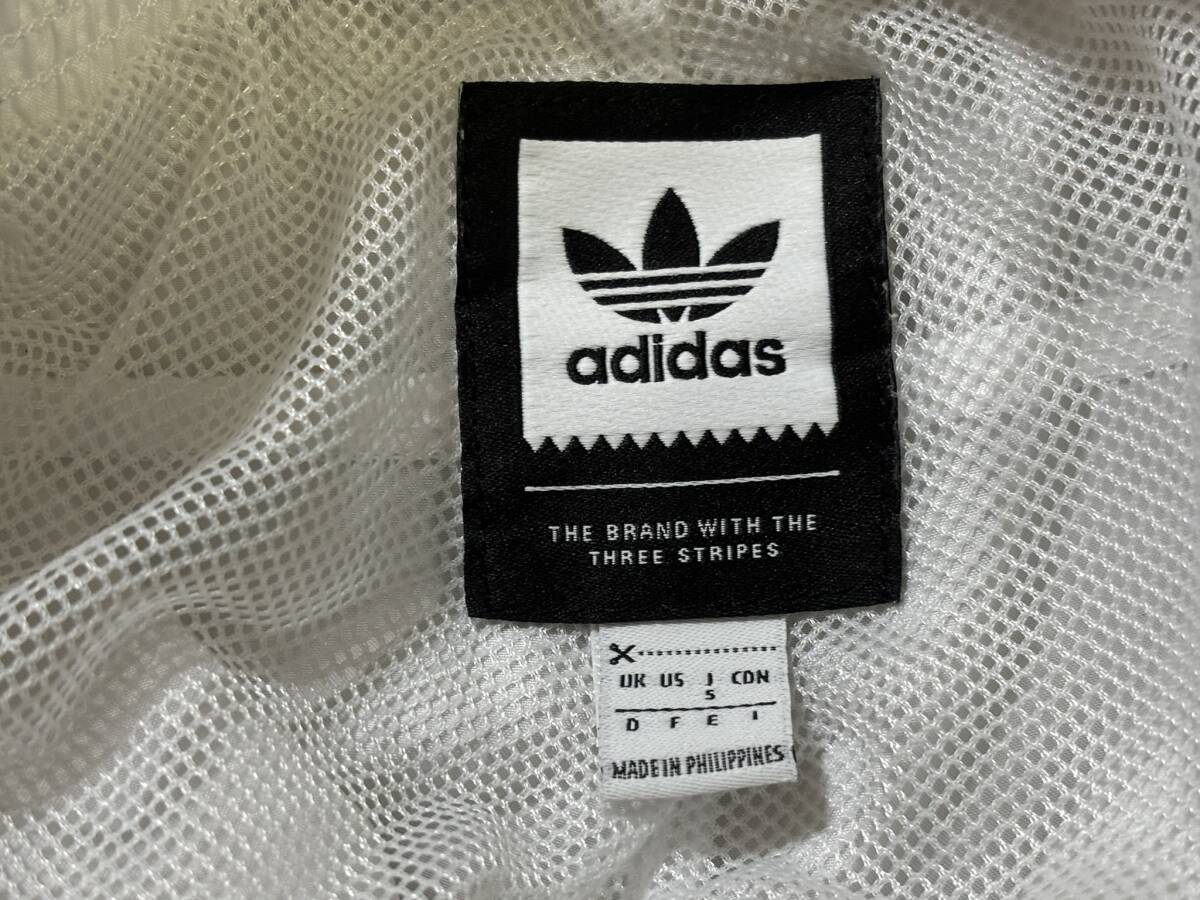 adidas
THE BRAND WITH THE
THREE STRIPES
UK US J CDN
S
D F E I
MADE IN PHILIPPINES